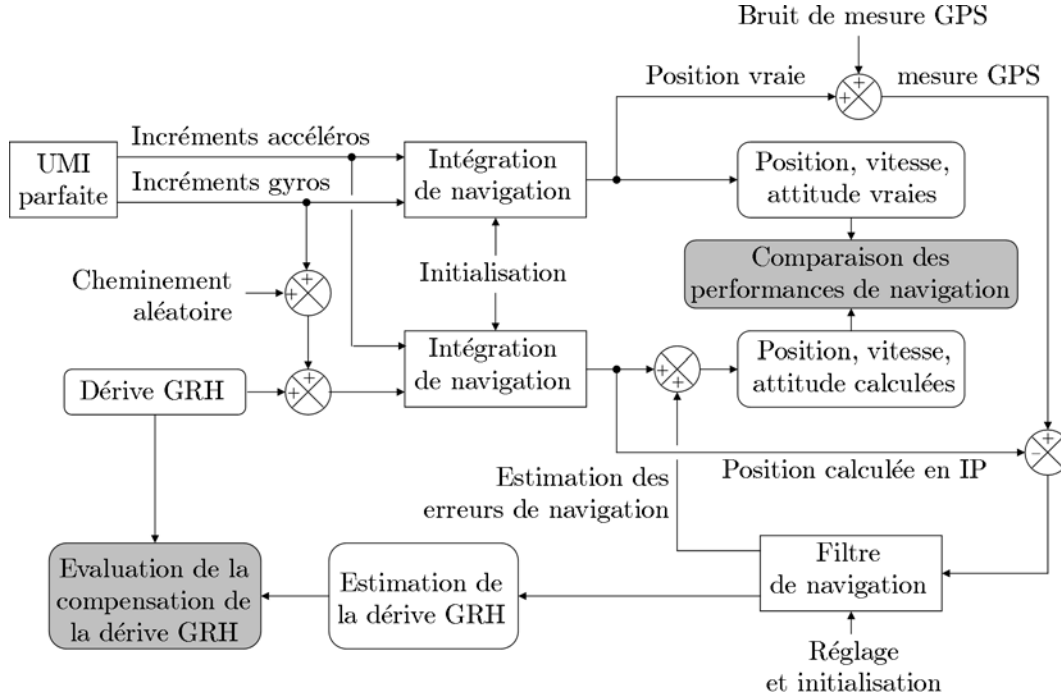 Bruit de mesure GPS
Position vraie
mesure GPS
Incréments accéléros
UMI
parfaite
Incréments gyros
Intégration
de navigation
Position, vitesse,
attitude vraies
Cheminement
aléatoire
Initialisation
Comparaison des
performances de navigation
Intégration
de navigation
Position, vitesse,
attitude calculées
Dérive GRH
Position calculée en IP
Estimation des
erreurs de navigation
Evaluation de la
compensation de
la dérive GRH
Estimation de
la dérive GRH
Filtre
de navigation
Réglage
et initialisation